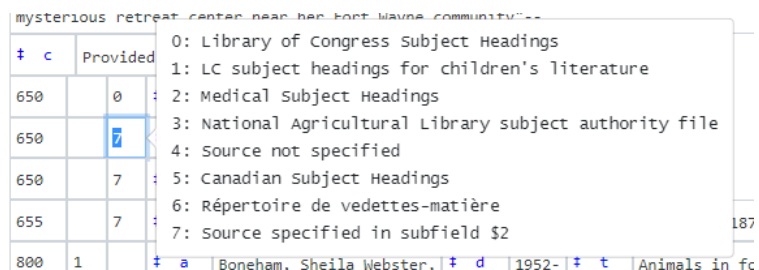 mysterious retreat center near her Fort Wayne community"--
‡ c Provided
0: Library of Congress Subject Headings
1: LC subject headings for children's literature
650 0 ‡ 2: Medical Subject Headings
3: National Agricultural Library subject authority file
650 7 4: Source not specified
650 7 ‡ 5: Canadian Subject Headings
6: Répertoire de vedettes-matière
655 7 ‡ 7: Source specified in subfield $2 187
800 1 ‡ a Boneham, Sheila Webster, ‡ d 1952- ‡ t Animals in fo